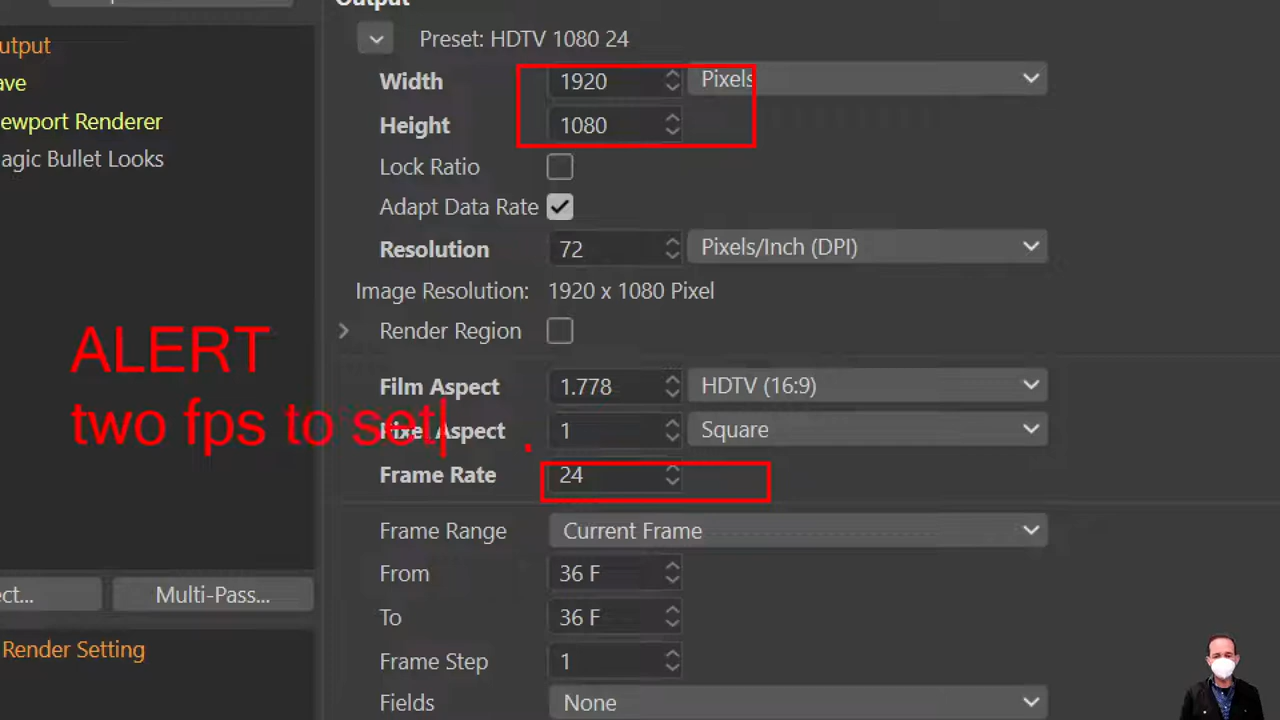 Output
utput
Preset: HDTV 1080 24
ave
Width 1920 Pixels
ewport Renderer
Height 1080
agic Bullet Looks
Lock Ratio
Adapt Data Rate
Resolution 72 Pixels/Inch (DPI)
Image Resolution: 1920 x 1080 Pixel
Render Region
ALERT
two fps to set
Film Aspect 1.778 HDTV (16:9)
Pixel Aspect 1 Square
Frame Rate 24
Frame Range Current Frame
From 36 F
ect... Multi-Pass...
To 36 F
Render Setting
Frame Step 1
Fields None